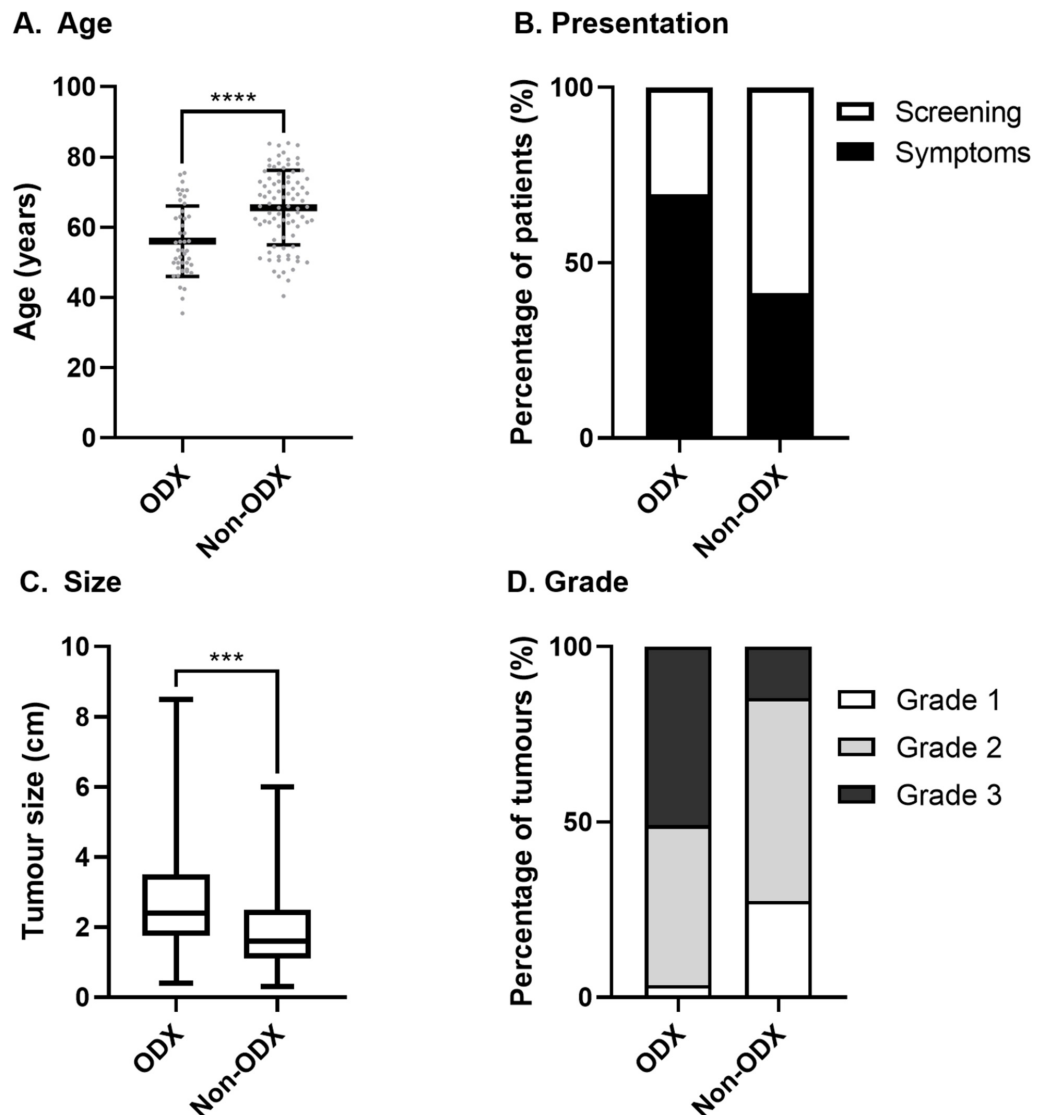 A. Age
B. Presentation
100
80
60
40
20
0
Age (years)
****
ODX
Non-ODX
100
50
0
Percentage of patients (%)
Screening
Symptoms
ODX
Non-ODX
C. Size
D. Grade
10
8
6
4
2
0
Tumour size (cm)
***
ODX
Non-ODX
100
50
0
Percentage of tumours (%)
Grade 1
Grade 2
Grade 3
ODX
Non-ODX